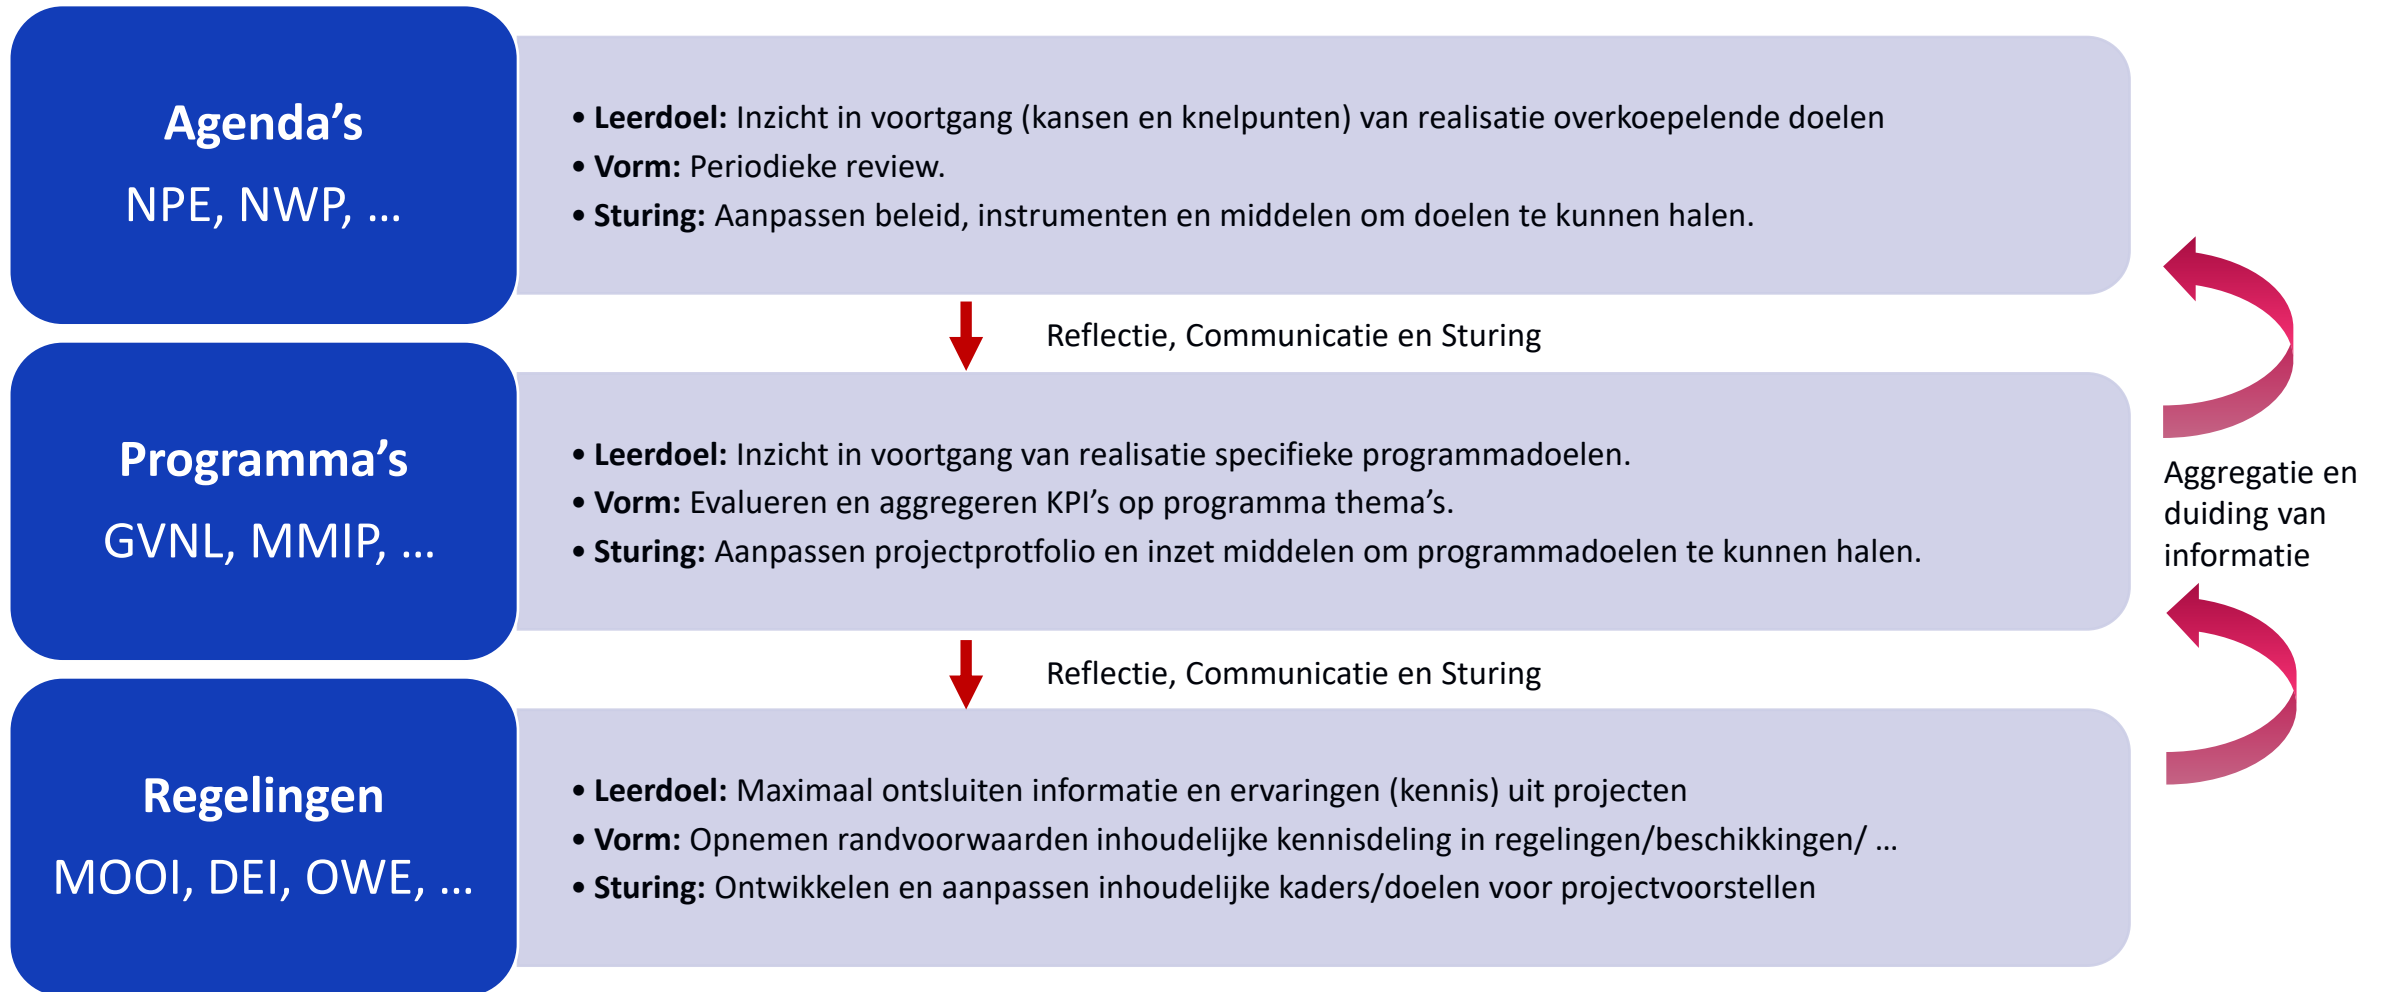 Agenda’s
NPE, NWP, …
• Leerdoel: Inzicht in voortgang (kansen en knelpunten) van realisatie overkoepelende doelen
• Vorm: Periodieke review.
• Sturing: Aanpassen beleid, instrumenten en middelen om doelen te kunnen halen.
Reflectie, Communicatie en Sturing
Programma’s
GVNL, MMIP, …
• Leerdoel: Inzicht in voortgang van realisatie specifieke programmadoelen.
• Vorm: Evalueren en aggregeren KPI’s op programma thema’s.
• Sturing: Aanpassen projectprotfolio en inzet middelen om programmadoelen te kunnen halen.
Aggregatie en
duiding van
informatie
Reflectie, Communicatie en Sturing
Regelingen
MOOI, DEI, OWE, …
• Leerdoel: Maximaal ontsluiten informatie en ervaringen (kennis) uit projecten
• Vorm: Opnemen randvoorwaarden inhoudelijke kennisdeling in regelingen/beschikkingen/ …
• Sturing: Ontwikkelen en aanpassen inhoudelijke kaders/doelen voor projectvoorstellen